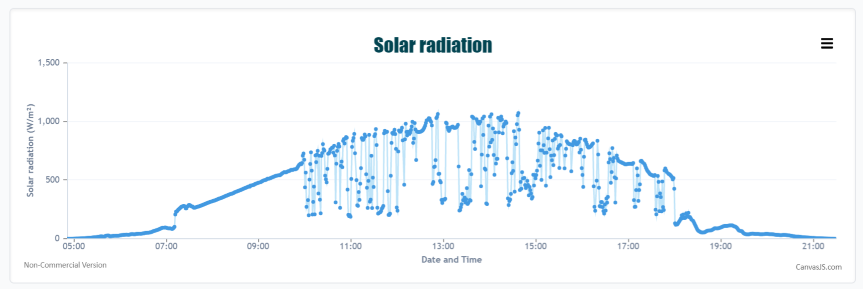 Solar radiation
1,500
1,000
500
0
Solar radiation (W/m²)
05:00 07:00 09:00 11:00 13:00 15:00 17:00 19:00 21:00
Date and Time
Non-Commercial Version
CanvasJS.com